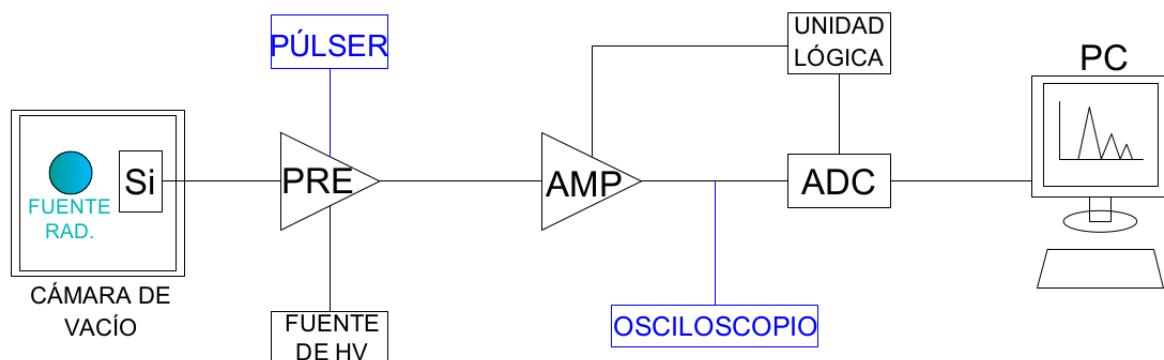 PÚLSER
UNIDAD
LÓGICA
PC
Si
FUENTE
RAD.
PRE
AMP
ADC
CÁMARA DE
VACÍO
FUENTE
DE HV
OSCILOSCOPIO